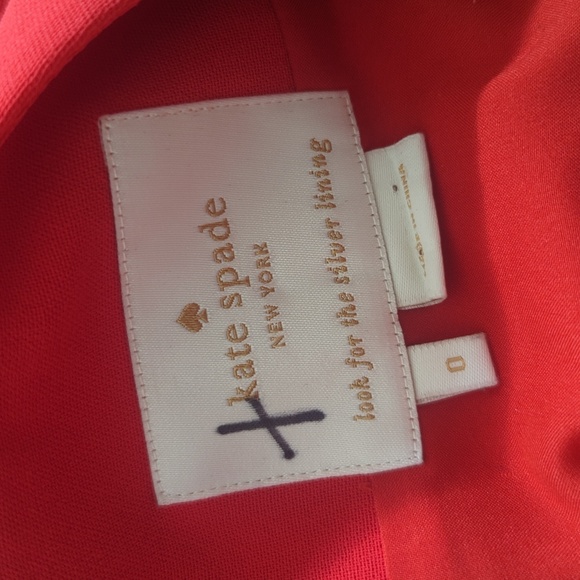 kate spade
NEW YORK
look for the silver lining
0